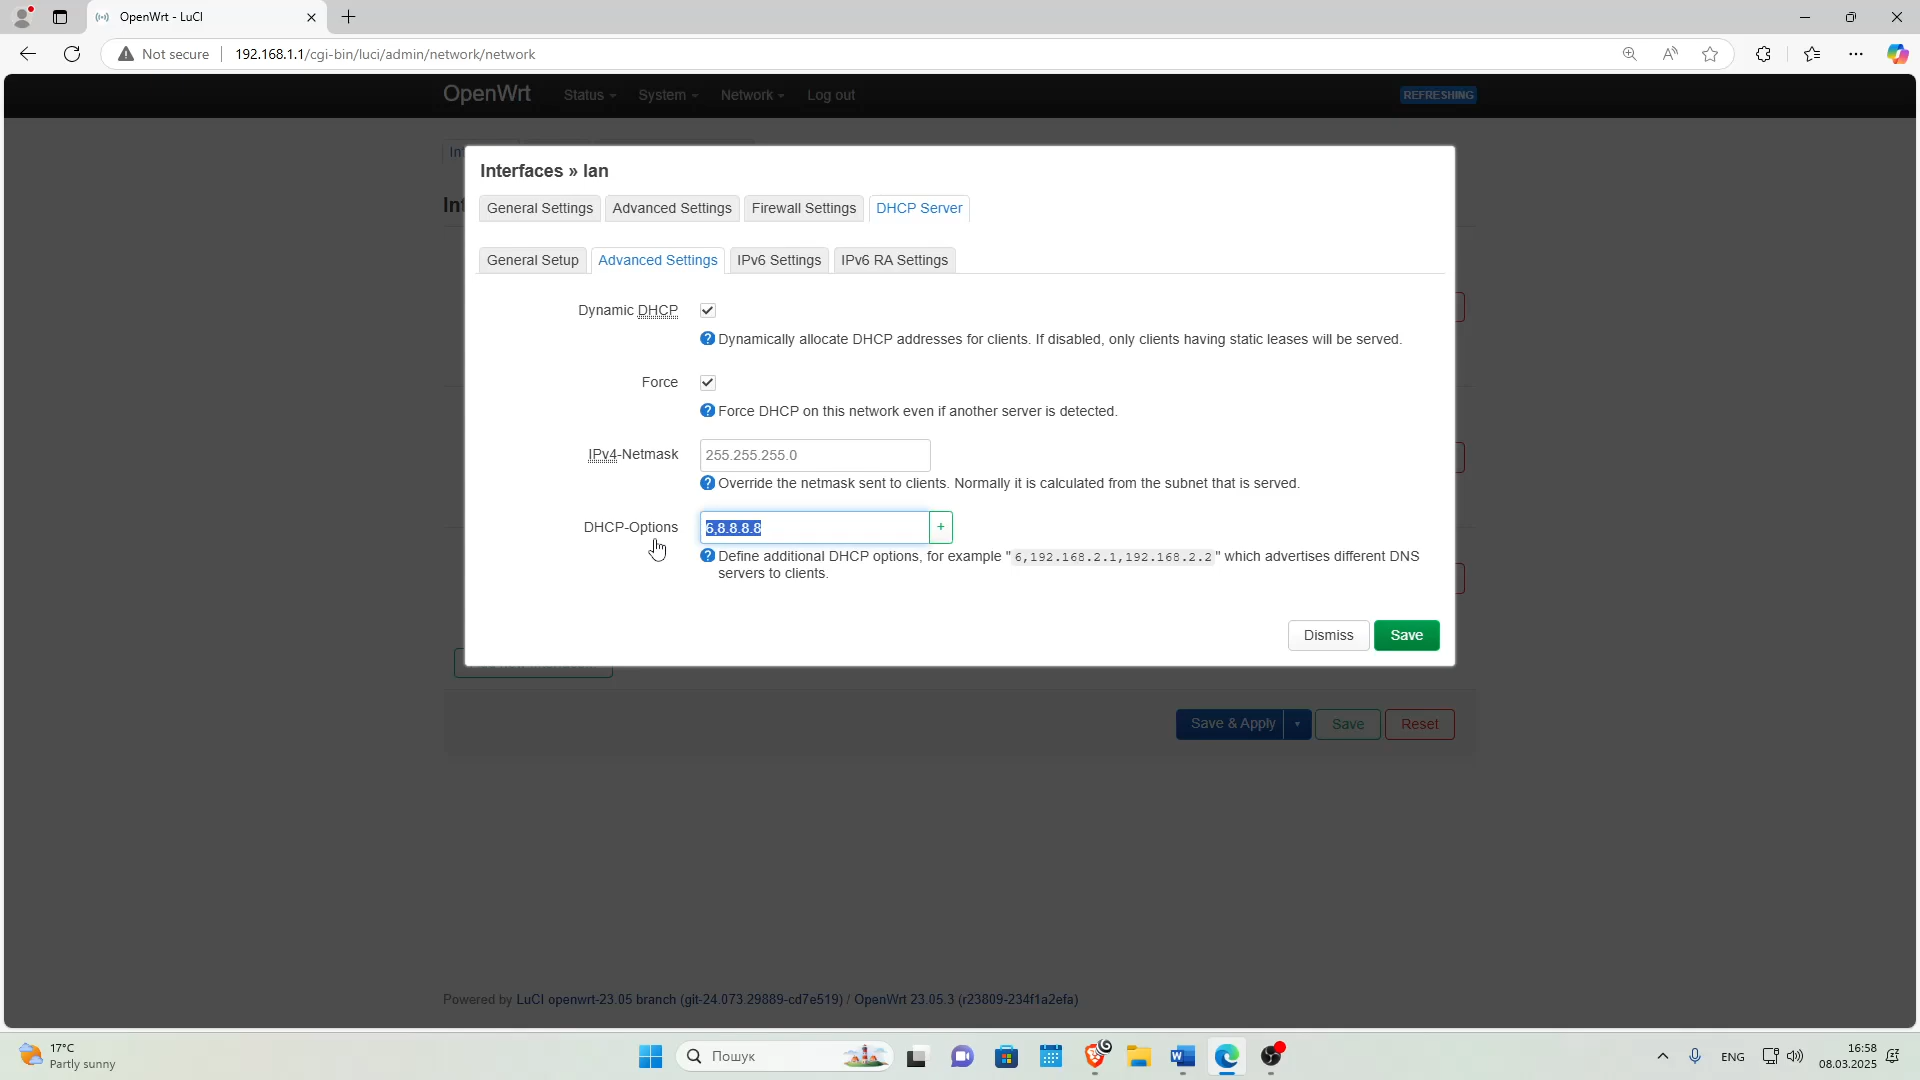 OpenWrt - LuCI
Not secure
192.168.1.1/cgi-bin/luci/admin/network/network
OpenWrt
Status
System
Network
Log out
REFRESHING
Interfaces » lan
General Settings
Advanced Settings
Firewall Settings
DHCP Server
General Setup
Advanced Settings
IPv6 Settings
IPv6 RA Settings
Dynamic DHCP
Dynamically allocate DHCP addresses for clients. If disabled, only clients having static leases will be served.
Force
Force DHCP on this network even if another server is detected.
IPv4-Netmask
255.255.255.0
Override the netmask sent to clients. Normally it is calculated from the subnet that is served.
DHCP-Options
6,8.8.8.8
+
Define additional DHCP options, for example "6,192.168.2.1,192.168.2.2" which advertises different DNS
servers to clients.
Dismiss
Save
Save & Apply
Save
Reset
Powered by LuCI openwrt-23.05 branch (git-24.073.29889-cd7e519) / OpenWrt 23.05.3 (r23809-234f1a2efa)
17°C
Partly sunny
Пошук
ENG
16:58
08.03.2025